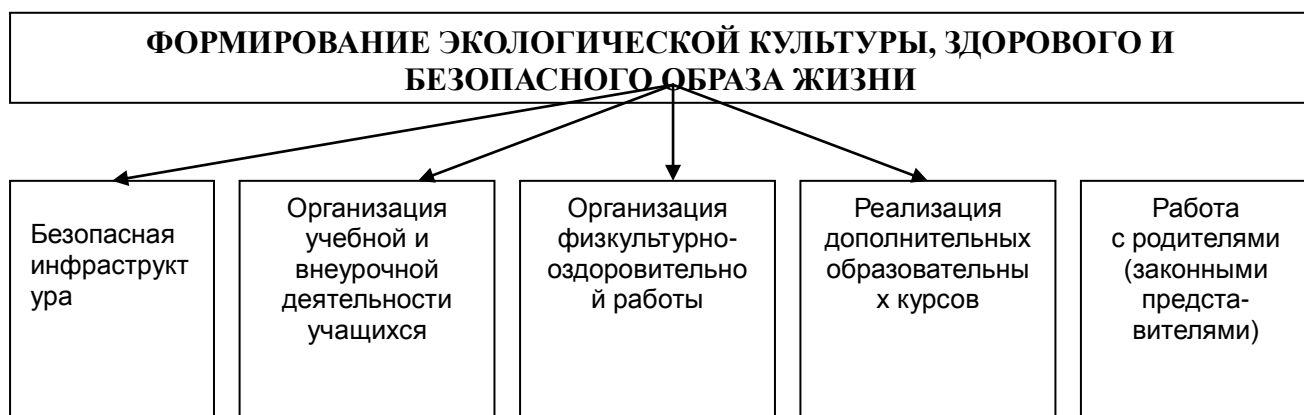 ФОРМИРОВАНИЕ ЭКОЛОГИЧЕСКОЙ КУЛЬТУРЫ, ЗДОРОВОГО И
БЕЗОПАСНОГО ОБРАЗА ЖИЗНИ
Безопасная
инфраструкт
ура
Организация
учебной и
внеурочной
деятельности
учащихся
Организация
физкультурно-
оздоровительно
й работы
Реализация
дополнительных
образовательны
х курсов
Работа
с родителями
(законными
предста-
вителями)